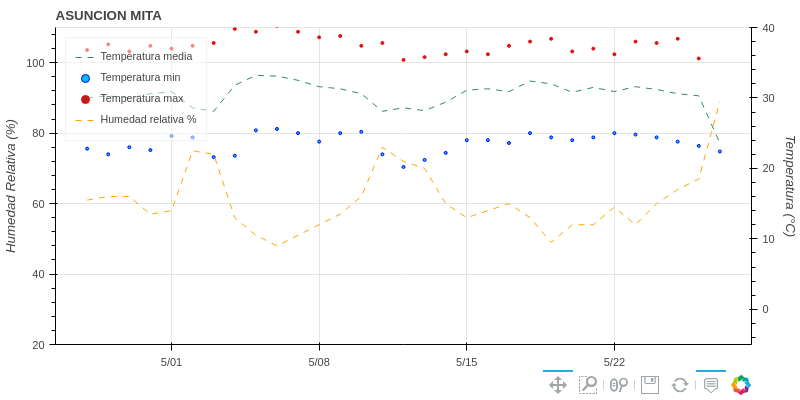 ASUNCION MITA
Temperatura media
Temperatura min
Temperatura max
Humedad relativa %
Humedad Relativa (%)
100
80
60
40
20
40
30
20
10
0
Temperatura (°C)
5/01
5/08
5/15
5/22